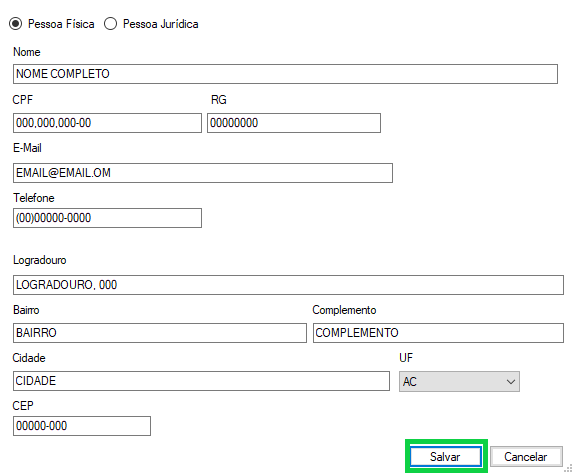 Pessoa Física Pessoa Jurídica
Nome
NOME COMPLETO
CPF RG
000,000,000-00 00000000
E-Mail
EMAIL@EMAIL.OM
Telefone
(00)00000-0000
Logradouro
LOGRADOURO, 000
Bairro Complemento
BAIRRO COMPLEMENTO
Cidade UF
CIDADE AC
CEP
00000-000
Salvar Cancelar